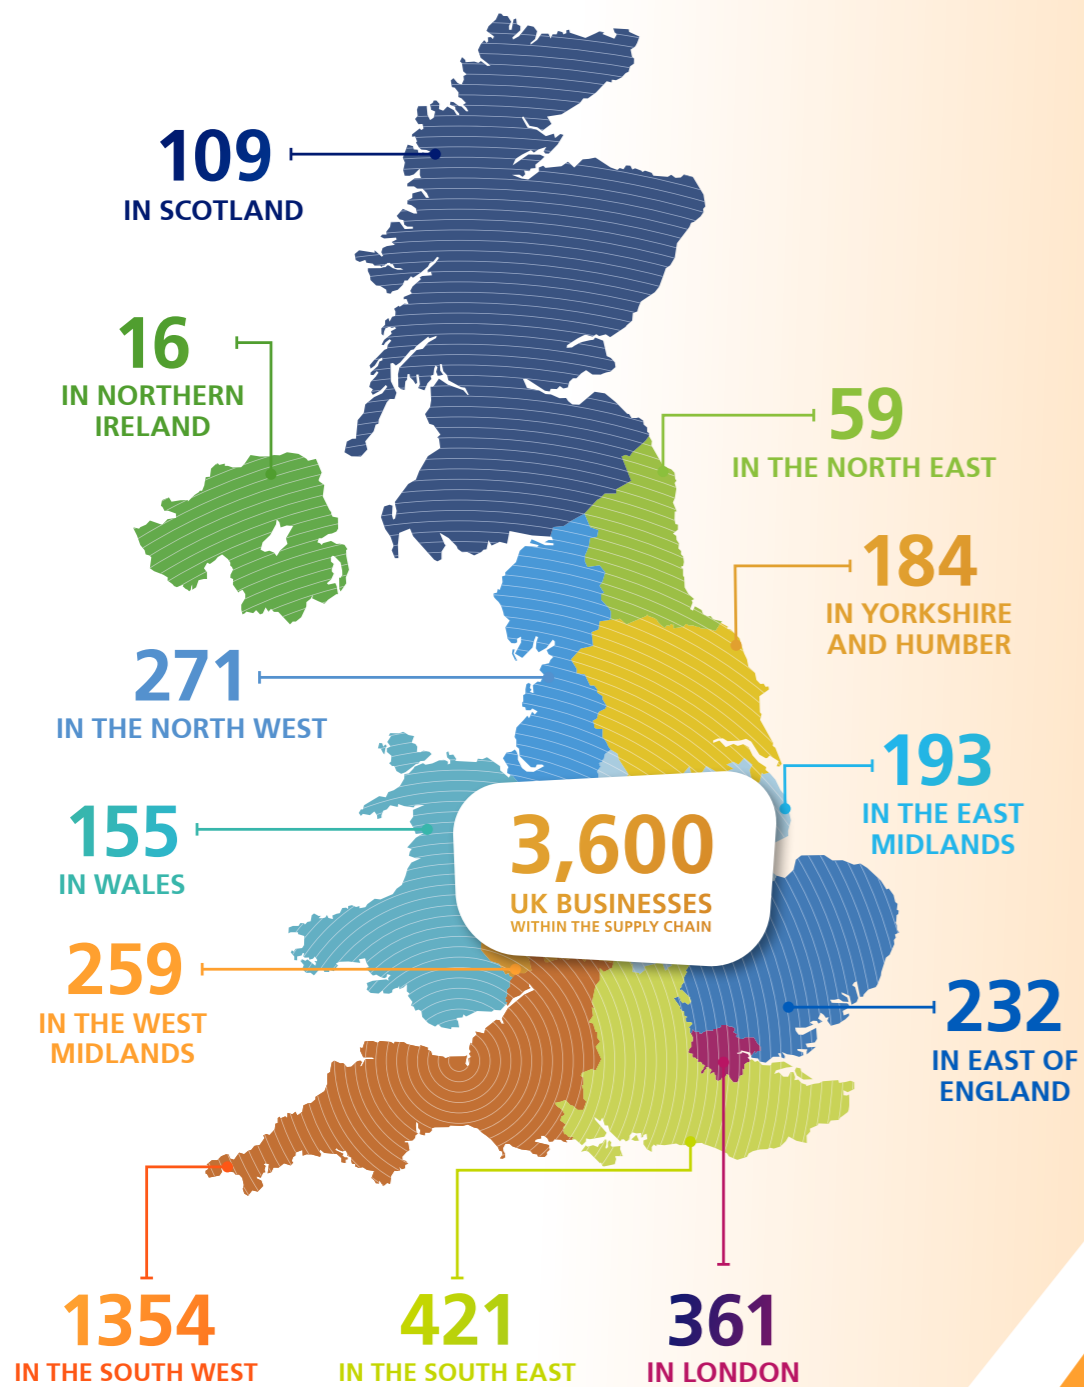 109
IN SCOTLAND
16
IN NORTHERN
IRELAND
59
IN THE NORTH EAST
184
IN YORKSHIRE
AND HUMBER
271
IN THE NORTH WEST
193
IN THE EAST
MIDLANDS
155
IN WALES
3,600
UK BUSINESSES
WITHIN THE SUPPLY CHAIN
259
IN THE WEST
MIDLANDS
232
IN EAST OF
ENGLAND
1354
IN THE SOUTH WEST
421
IN THE SOUTH EAST
361
IN LONDON